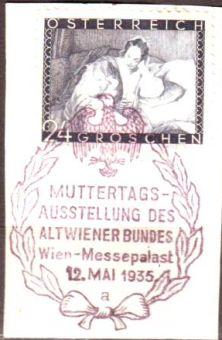 ÖSTERREICH
24 GROSCHEN
MUTTERTAGS-
AUSSTELLUNG DES
ALTWIENER BUNDES
Wien-Messepalast
12. MAI 1935
a